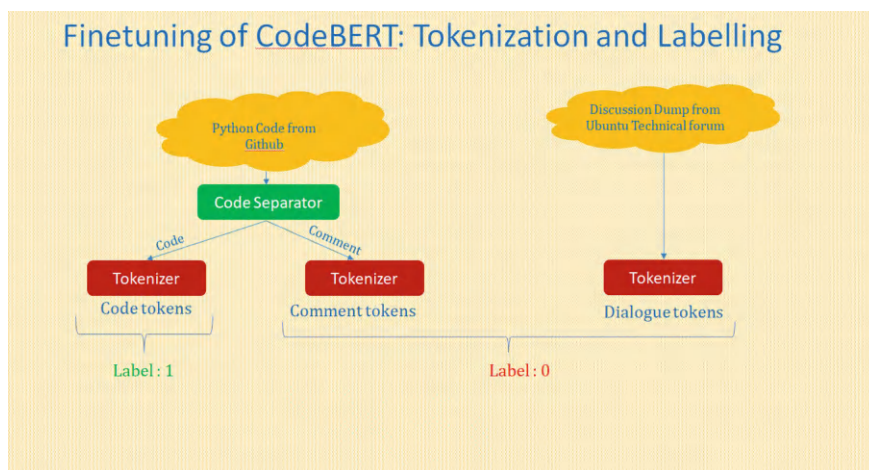 Finetuning of CodeBERT: Tokenization and Labelling
Python Code from
Github
Discussion Dump from
Ubuntu Technical forum
Code Separator
Code
Comment
Tokenizer
Tokenizer
Tokenizer
Code tokens
Comment tokens
Dialogue tokens
Label : 1
Label : 0